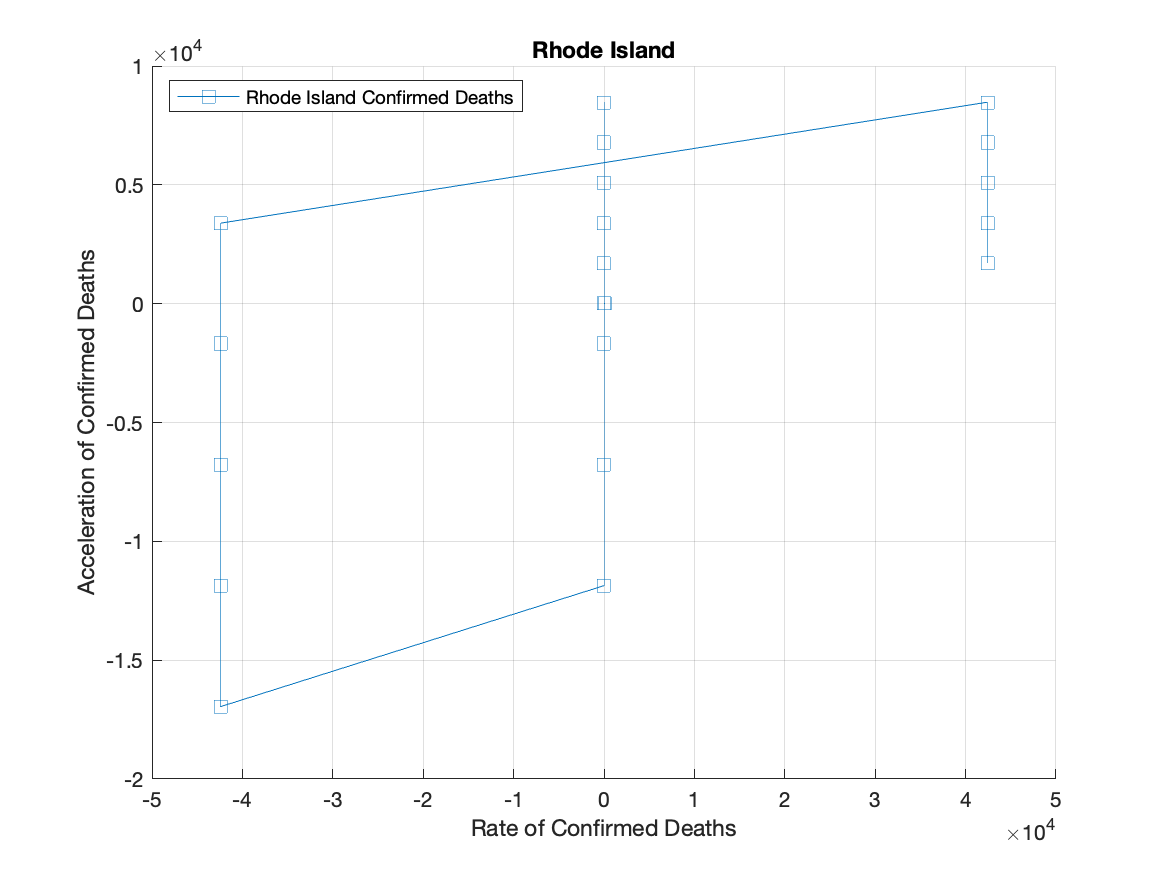 Rhode Island
×10⁴
Rhode Island Confirmed Deaths
1
0.5
0
-0.5
-1
-1.5
-2
Acceleration of Confirmed Deaths
-5 -4 -3 -2 -1 0 1 2 3 4 5
Rate of Confirmed Deaths
×10⁴